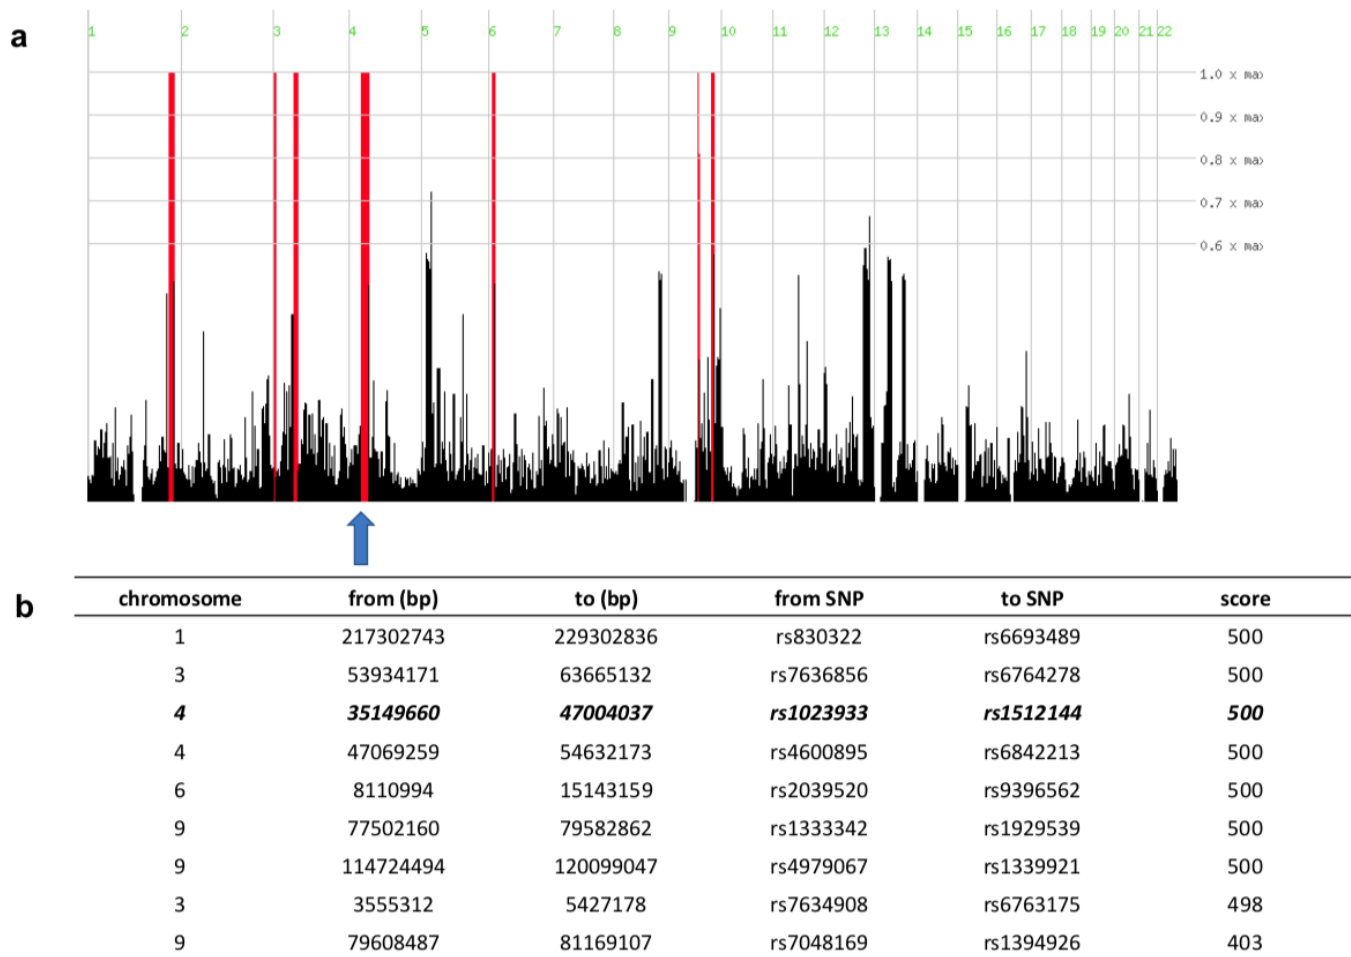 a
1 2 3 4 5 6 7 8 9 10 11 12 13 14 15 16 17 18 19 20 21 22
1.0 x max
0.9 x max
0.8 x max
0.7 x max
0.6 x max
b
chromosome from (bp) to (bp) from SNP to SNP score
1 217302743 229302836 rs830322 rs6693489 500
3 53934171 63665132 rs7636856 rs6764278 500
4 35149660 47004037 rs1023933 rs1512144 500
4 47069259 54632173 rs4600895 rs6842213 500
6 8110994 15143159 rs2039520 rs9396562 500
9 77502160 79582862 rs1333342 rs1929539 500
9 114724494 120099047 rs4979067 rs1339921 500
3 3555312 5427178 rs7634908 rs6763175 498
9 79608487 81169107 rs7048169 rs1394926 403